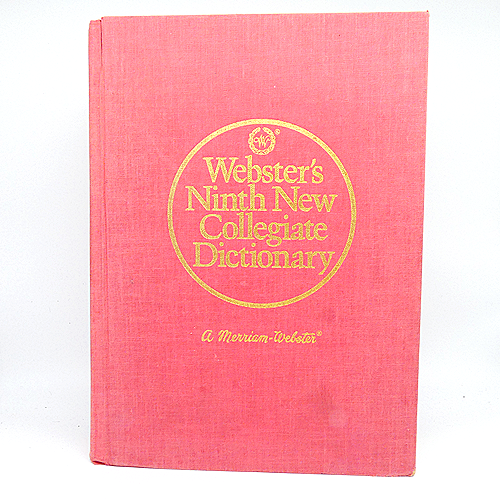 W ®
Webster's
Ninth New
Collegiate
Dictionary
A Merriam-Webster®